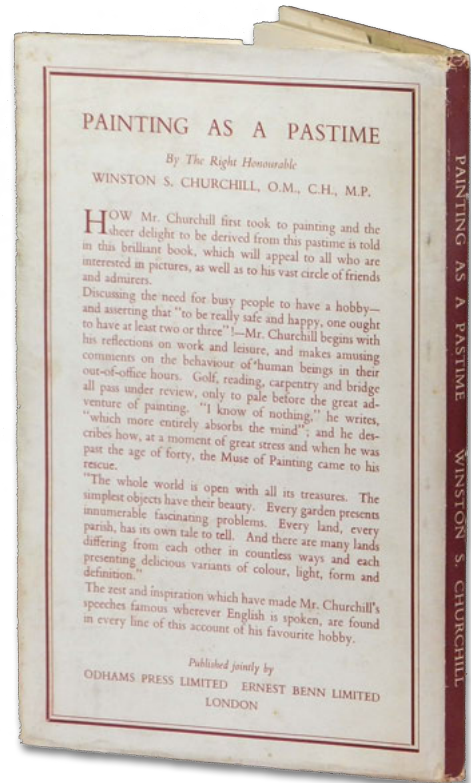 PAINTING AS A PASTIME
By The Right Honourable
WINSTON S. CHURCHILL, O.M., C.H., M.P.
HOW Mr. Churchill first took to painting and the
sheer delight to be derived from this pastime is told
in this brilliant book, which will appeal to all who are
interested in pictures, as well as to his vast circle of friends
and admirers.
Discussing the need for busy people to have a hobby—
and asserting that "to be really safe and happy, one ought
to have at least two or three"!—Mr. Churchill begins with
his reflections on work and leisure, and makes amusing
comments on the behaviour of human beings in their
out-of-office hours. Golf, reading, carpentry and bridge
all pass under review, only to pale before the great ad-
venture of painting. "I know of nothing," he writes,
"which more entirely absorbs the mind"; and he des-
cribes how, at a moment of great stress and when he was
past the age of forty, the Muse of Painting came to his
rescue.
"The whole world is open with all its treasures. The
simplest objects have their beauty. Every garden presents
innumerable fascinating problems. Every land, every
parish, has its own tale to tell. And there are many lands
differing from each other in countless ways and each
presenting delicious variants of colour, light, form and
definition."
The zest and inspiration which have made Mr. Churchill's
speeches famous wherever English is spoken, are found
in every line of this account of his favourite hobby.
Published jointly by
ODHAMS PRESS LIMITED ERNEST BENN LIMITED
LONDON
PAINTING AS A PASTIME WINSTON S. CHURCHILL